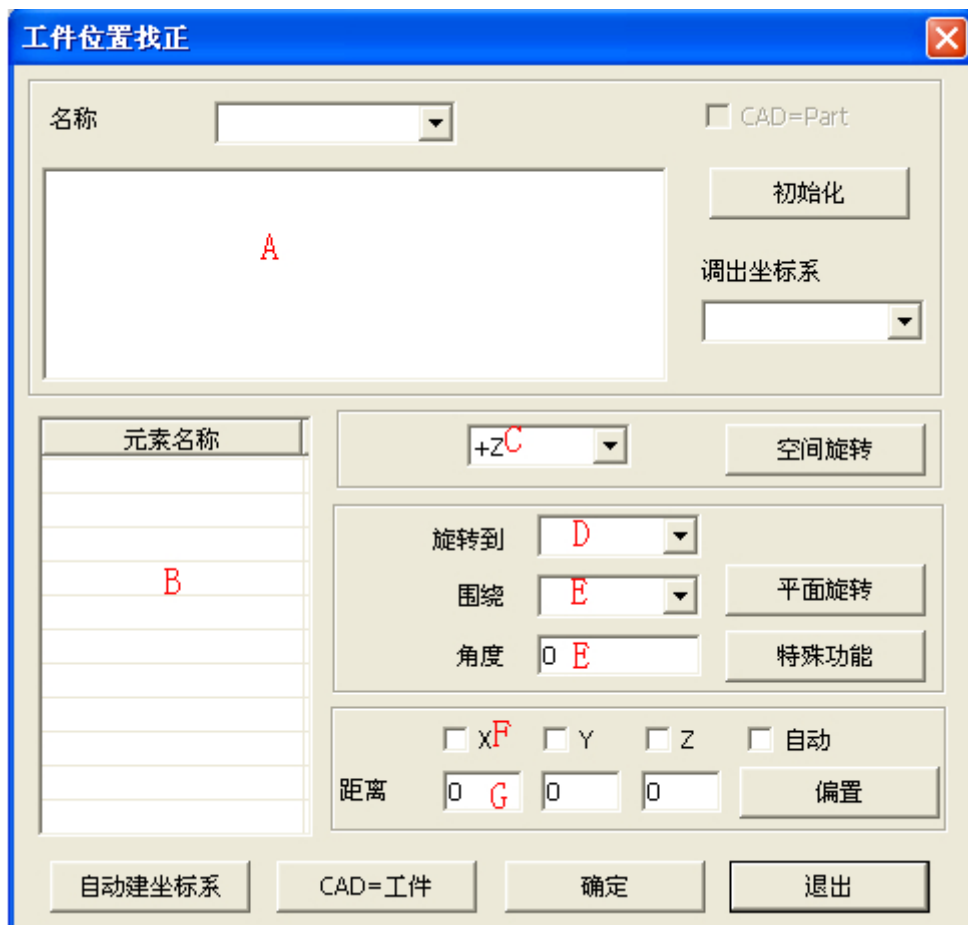 工件位置找正
名称 CAD=Part
初始化
A
调出坐标系
元素名称
+Z C 空间旋转
旋转到 D
B
围绕 E 平面旋转
角度 0 E 特殊功能
X F Y Z 自动
距离 0 G 0 0 偏置
自动建坐标系 CAD=工件 确定 退出